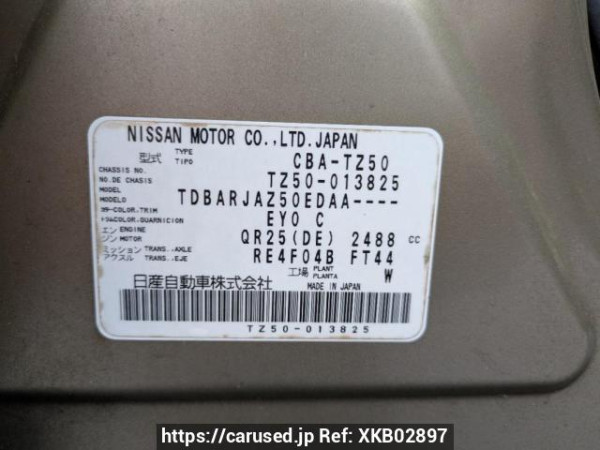 NISSAN MOTOR CO.,LTD.JAPAN
型式 TYPE TIPO CBA-TZ50
CHASSIS NO. NO.DE CHASIS TZ50-013825
MODEL MODELO TDBARJAZ50EDAA----
カラー COLOR,TRIM トリム COLOR,GUARNICION EY0 C
エン ENGINE ジン MOTOR QR25(DE) 2488 cc
ミッション TRANS.,AXLE アクスル TRANS.,EJE RE4F04B FT44
工場 PLANT PLANTA W
日産自動車株式会社 MADE IN JAPAN
TZ50-013825
https://carused.jp Ref: XKB02897